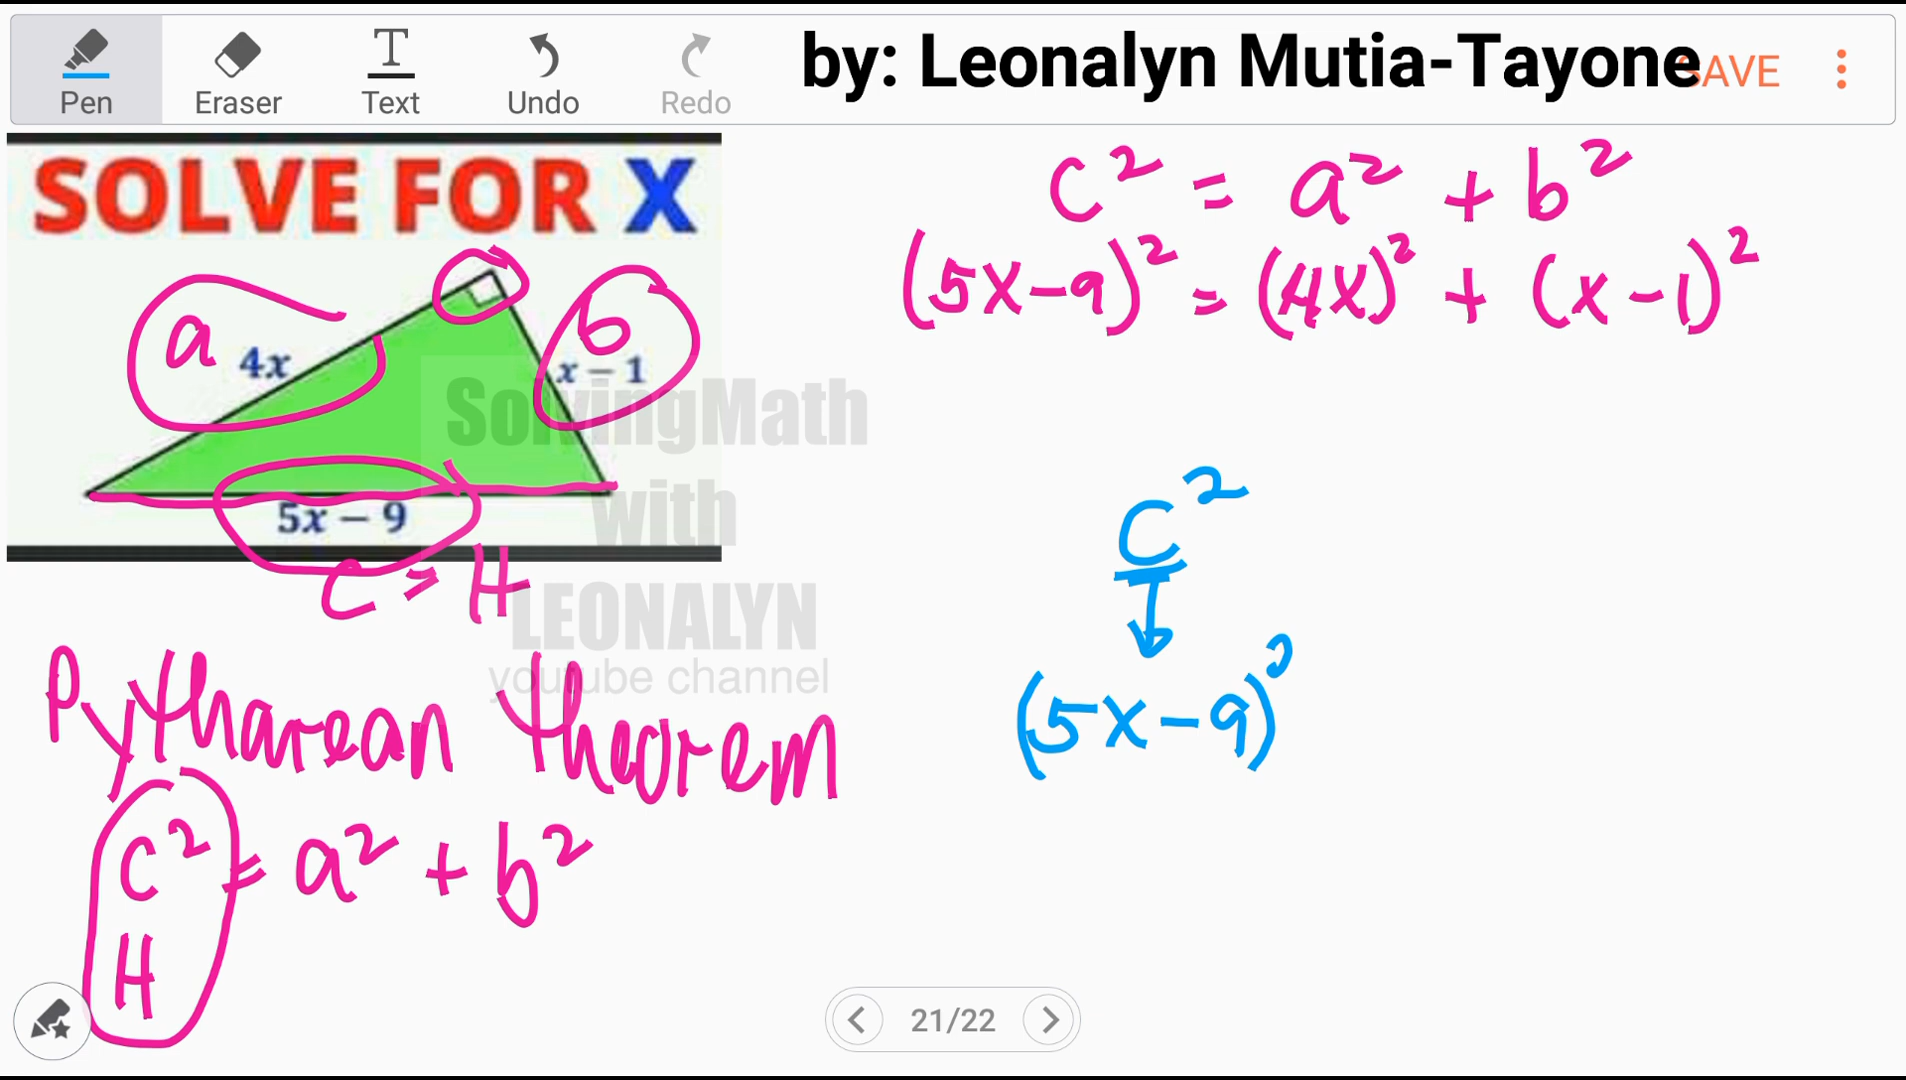 Pen
Eraser
Text
Undo
Redo
by: Leonalyn Mutia-Tayone
SAVE
SOLVE FOR X
a
4x
b
x − 1
5x − 9
c = H
SolvingMath
with
LEONALYN
youtube channel
Pytharean theorem
c² = a² + b²
H
c² = a² + b²
(5x-9)² = (4x)² + (x-1)²
c²
(5x-9)²
21/22